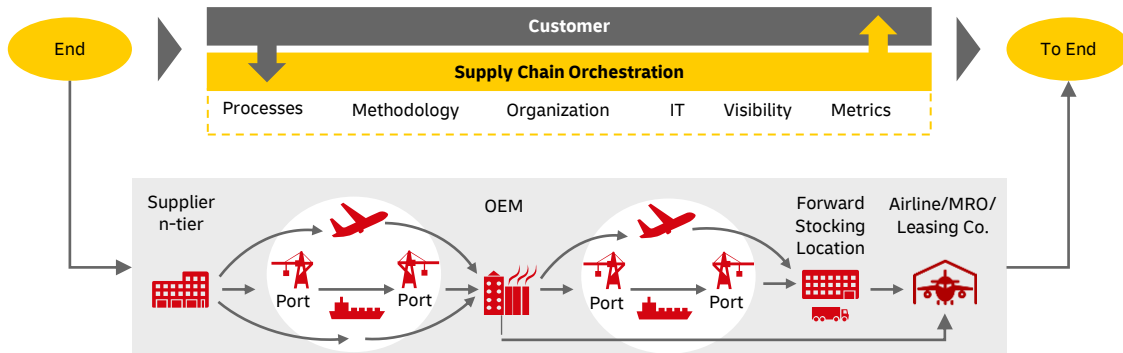 End
Customer
To End
Supply Chain Orchestration
Processes
Methodology
Organization
IT
Visibility
Metrics
Supplier
n-tier
OEM
Forward
Stocking
Location
Airline/MRO/
Leasing Co.
Port
Port
Port
Port